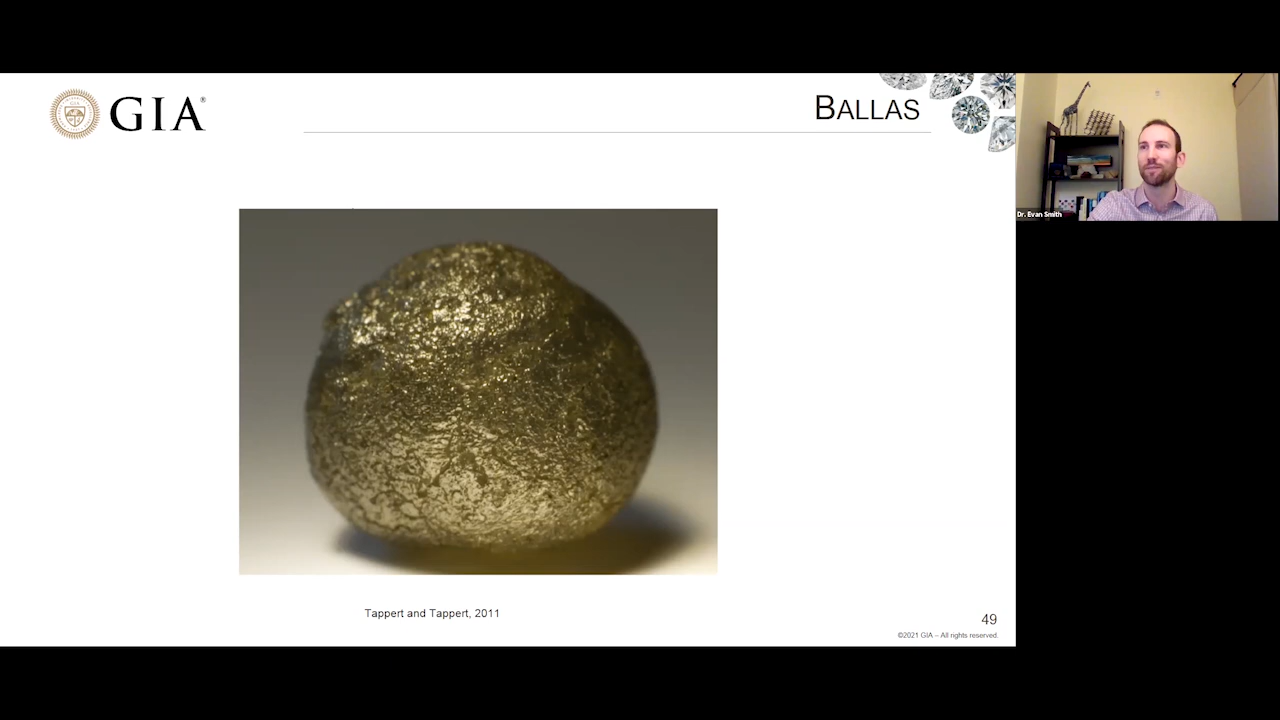 GIA®
BALLAS
Dr. Evan Smith
Tappert and Tappert, 2011
49
©2021 GIA – All rights reserved.